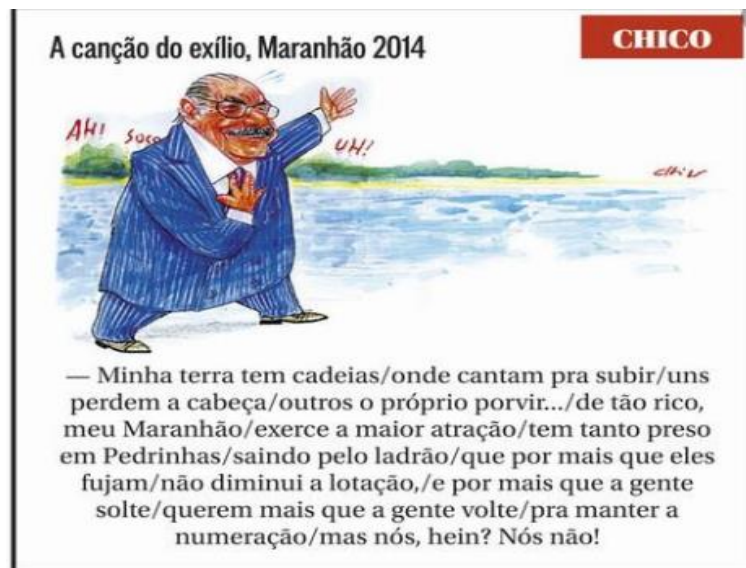 A canção do exílio, Maranhão 2014
CHICO
AH!
Soco
UH!
— Minha terra tem cadeias/onde cantam pra subir/uns
perdem a cabeça/outros o próprio porvir.../de tão rico,
meu Maranhão/exerce a maior atração/tem tanto preso
em Pedrinhas/saindo pelo ladrão/que por mais que eles
fujam/não diminui a lotação,/e por mais que a gente
solte/querem mais que a gente volte/pra manter a
numeração/mas nós, hein? Nós não!